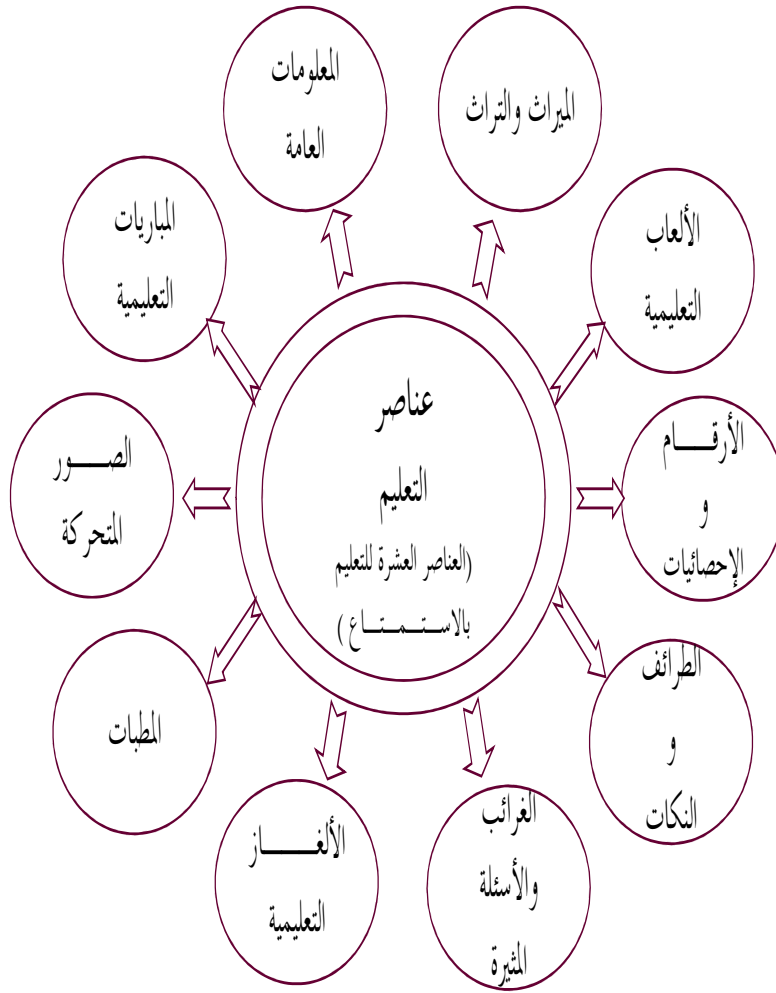 عناصر
التعليم
(العناصر العشرة للتعليم
بالاستمتاع)
الميراث والتراث
الألعاب
التعليمية
الأرقام
و
الإحصائيات
الطرائف
و
النكات
الغرائب
والأسئلة
المثيرة
الألغاز
التعليمية
المطبات
الصور
المتحركة
المباريات
التعليمية
المعلومات
العامة